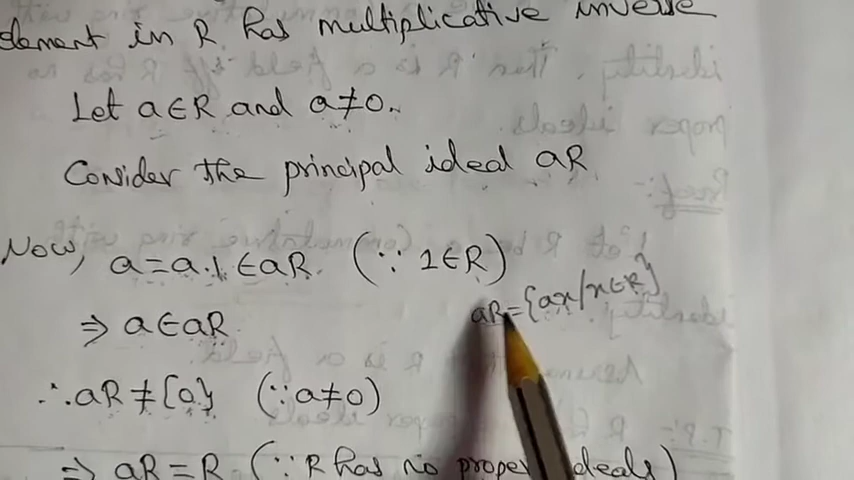 element in R has multiplicative inverse
Let a∈R and a≠0.
Consider the principal ideal aR
Now, a=a.1∈aR (∵ 1∈R)
aR={ax/x∈R}
⇒ a∈aR
∴aR≠{0} (∵a≠0)
⇒ aR=R (∵R has no proper ideals)